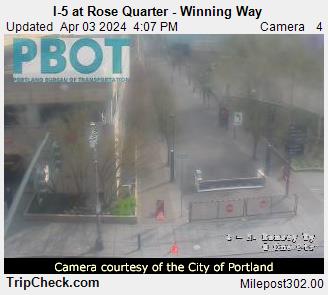 I-5 at Rose Quarter - Winning Way
Updated Apr 03 2024 4:07 PM Camera 4
PBOT
PORTLAND BUREAU OF TRANSPORTATION
Camera courtesy of the City of Portland
TripCheck.com Milepost302.00